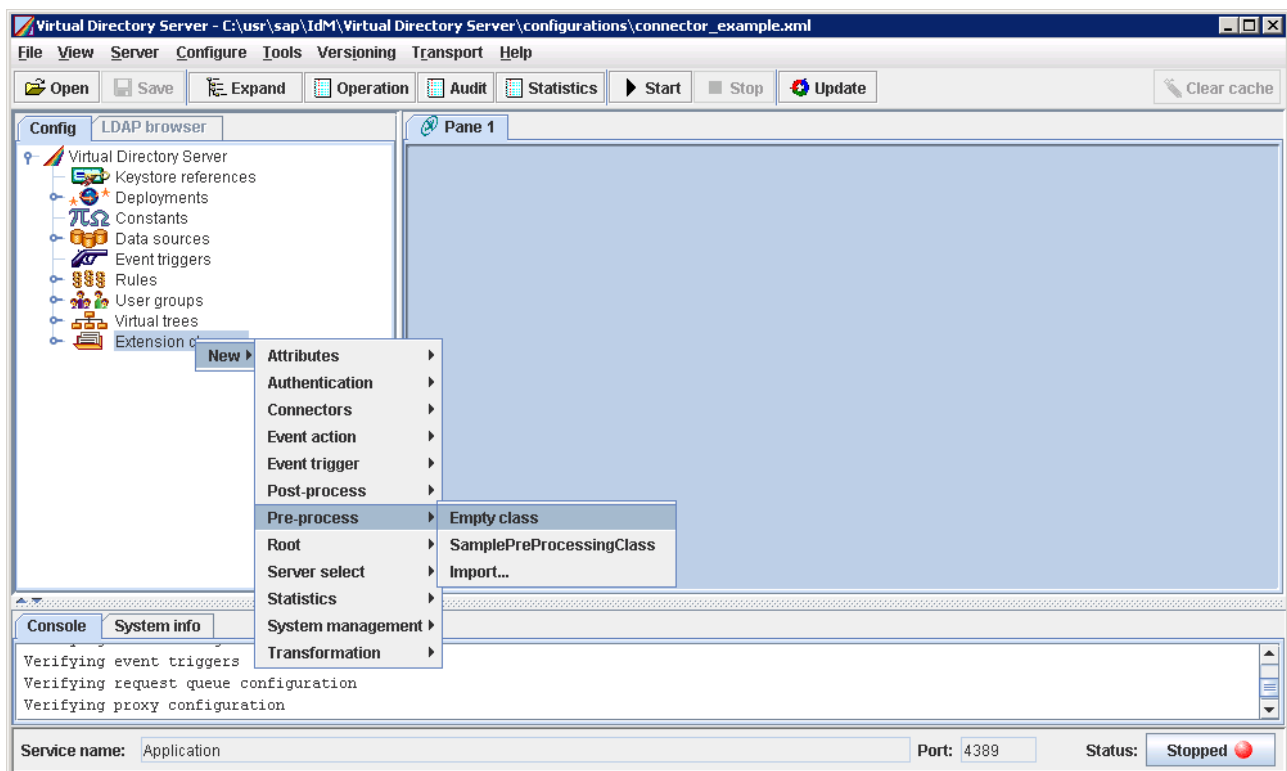 Virtual Directory Server - C:\usr\sap\IdM\Virtual Directory Server\configurations\connector_example.xml
File View Server Configure Tools Versioning Transport Help
Open Save Expand Operation Audit Statistics Start Stop Update Clear cache
Config LDAP browser
Pane 1
Virtual Directory Server
Keystore references
Deployments
Constants
Data sources
Event triggers
Rules
User groups
Virtual trees
Extension
New
Attributes
Authentication
Connectors
Event action
Event trigger
Post-process
Pre-process
Root
Server select
Statistics
System management
Transformation
Empty class
SamplePreProcessingClass
Import...
Console System info
Verifying event triggers
Verifying request queue configuration
Verifying proxy configuration
Service name: Application Port: 4389 Status: Stopped